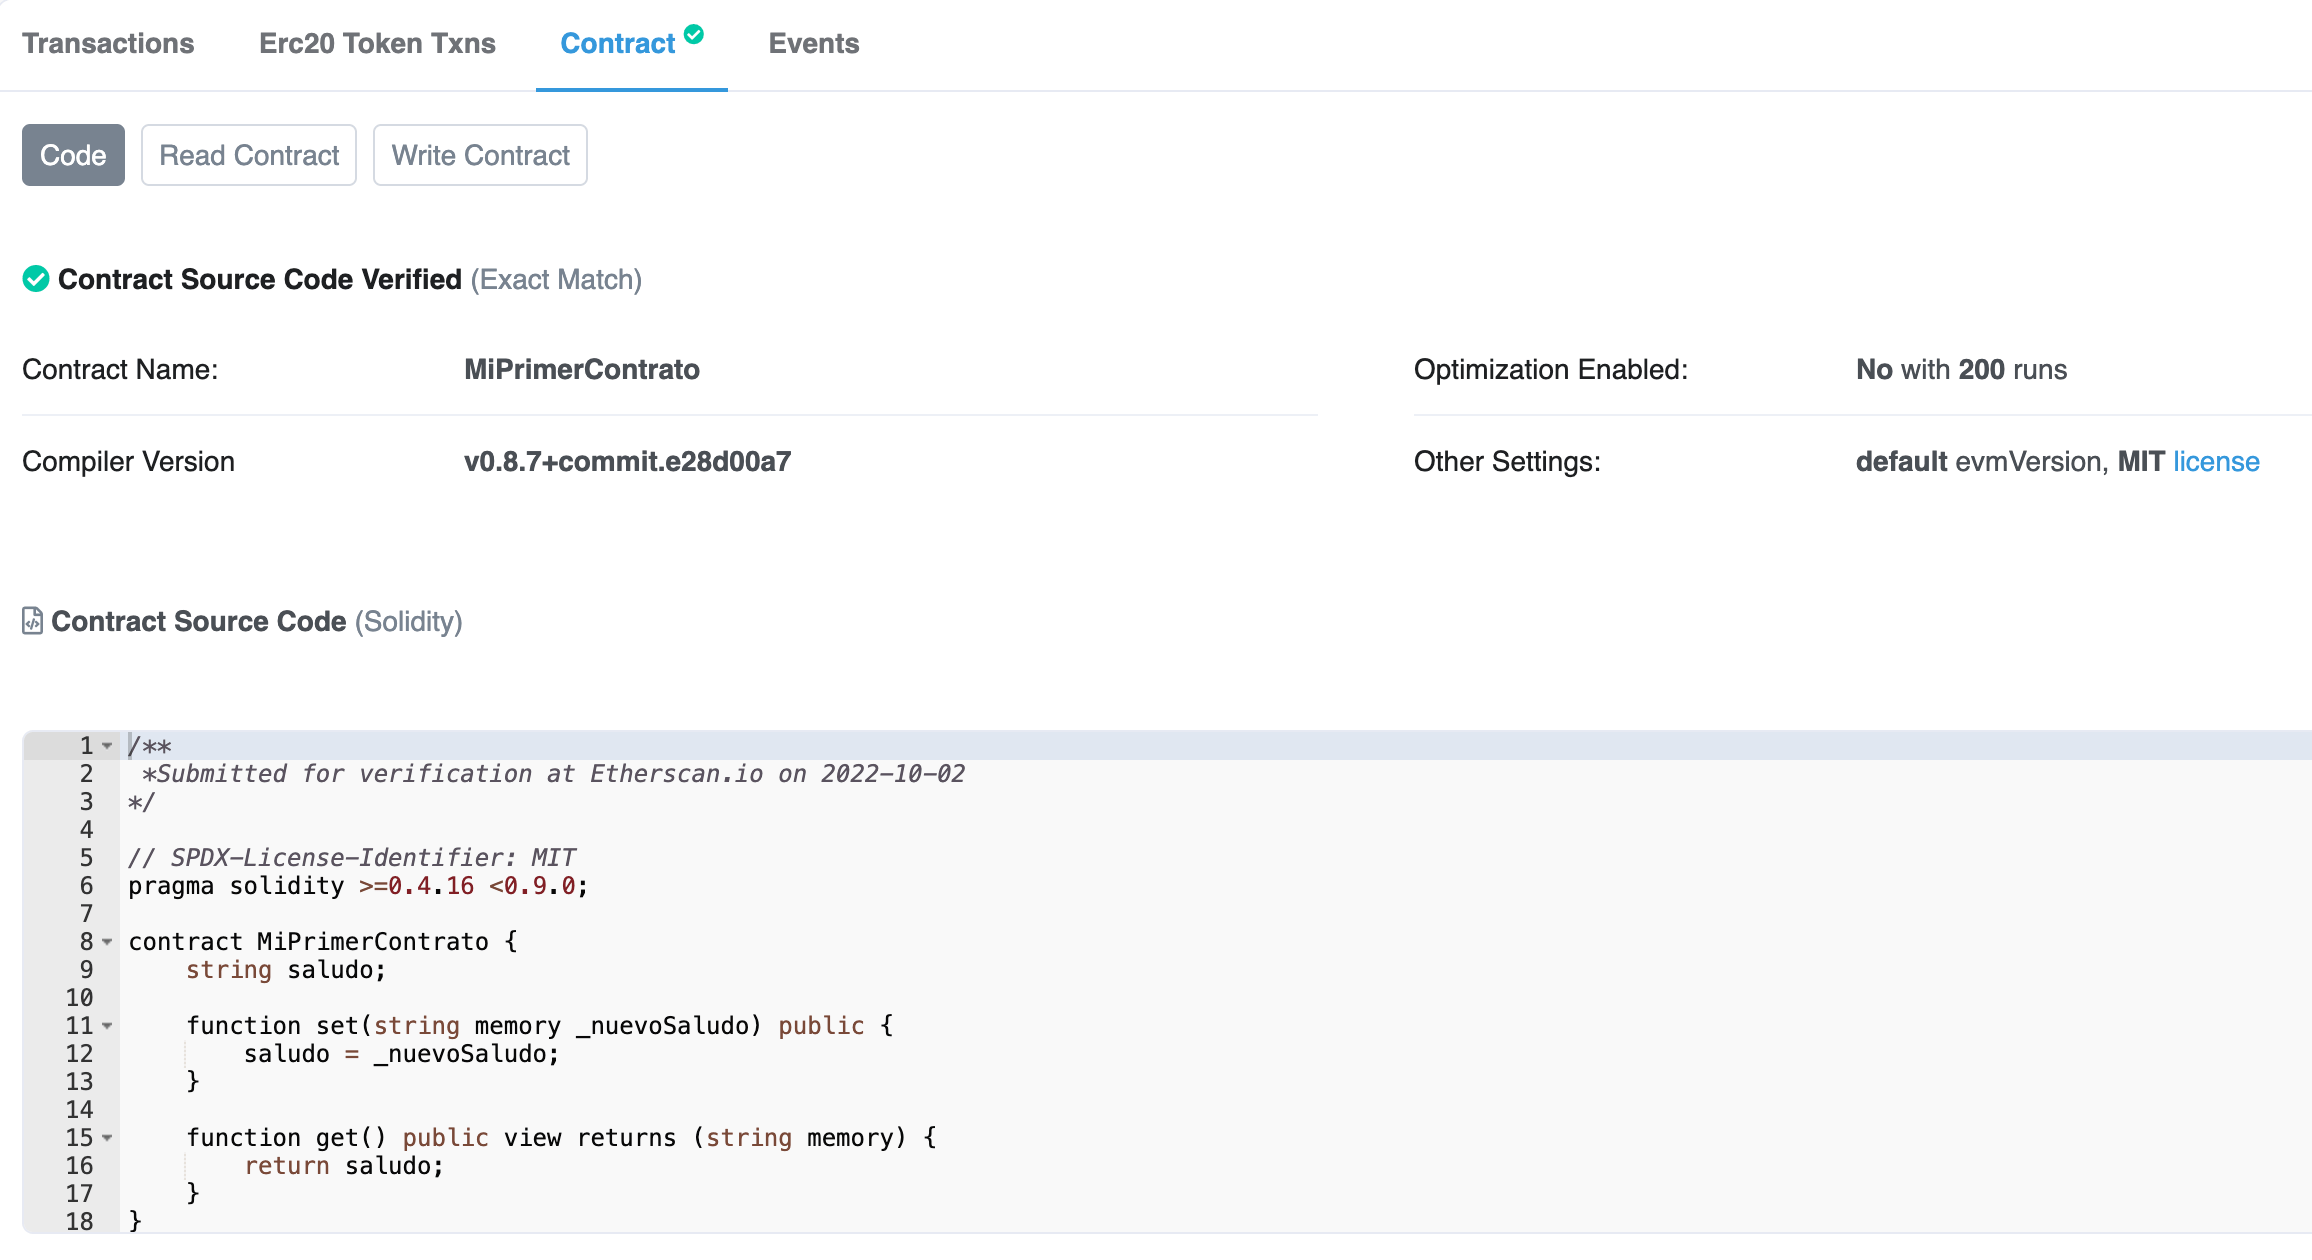 Transactions Erc20 Token Txns Contract Events
Code Read Contract Write Contract
Contract Source Code Verified (Exact Match)
Contract Name: MiPrimerContrato Optimization Enabled: No with 200 runs
Compiler Version v0.8.7+commit.e28d00a7 Other Settings: default evmVersion, MIT license
Contract Source Code (Solidity)
1 /**
2  *Submitted for verification at Etherscan.io on 2022-10-02
3 */
4
5 // SPDX-License-Identifier: MIT
6 pragma solidity >=0.4.16 <0.9.0;
7
8 contract MiPrimerContrato {
9     string saludo;
10
11     function set(string memory _nuevoSaludo) public {
12         saludo = _nuevoSaludo;
13     }
14
15     function get() public view returns (string memory) {
16         return saludo;
17     }
18 }